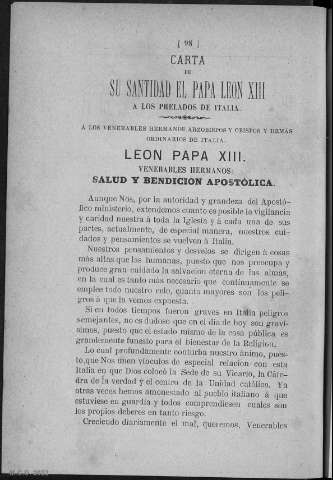 ( 98 )
CARTA
DE
SU SANTIDAD EL PAPA LEON XIII
A LOS PRELADOS DE ITALIA.
A LOS VENERABLES HERMANOS ARZOBISPOS Y OBISPOS Y DEMAS
ORDINARIOS DE ITALIA.
LEON PAPA XIII.
VENERABLES HERMANOS:
SALUD Y BENDICION APOSTÓLICA.
Aunque Nós, por la autoridad y grandeza del Apostó-
lico ministerio, extendemos cuanto es posible la vigilancia
y caridad nuestra á toda la Iglesia y á cada una de sus
partes, actualmente, de especial manera, nuestros cui-
dados y pensamientos se vuelven á Italia.
Nuestros pensamientos y desvelos se dirigen á cosas
más altas que las humanas, puesto que nos preocupa y
produce gran cuidado la salvacion eterna de las almas,
en la cual es tanto más necesario que continuamente se
emplee todo nuestro celo, cuanto mayores son los peli-
gros á que la vemos expuesta.
Si en todos tiempos fueron graves en Italia peligros
semejantes, no es dudoso que en el dia de hoy son graví-
simos, puesto que el estado mismo de la cosa pública es
grandemente funesto para el bienestar de la Religion.
Lo cual profundamente conturba nuestro ánimo, pues-
to, que Nos unen vínculos de especial relacion con esta
Italia en que Dios colocó la Sede de su Vicario, la Cáte-
dra de la verdad y el centro de la Unidad católica. Ya
otras veces hemos amonestado al pueblo italiano á que
estuviese en guardia y todos comprendiesen cuales son
los propios deberes en tanto riesgo.
Creciendo diariamente el mal, queremos, Venerables